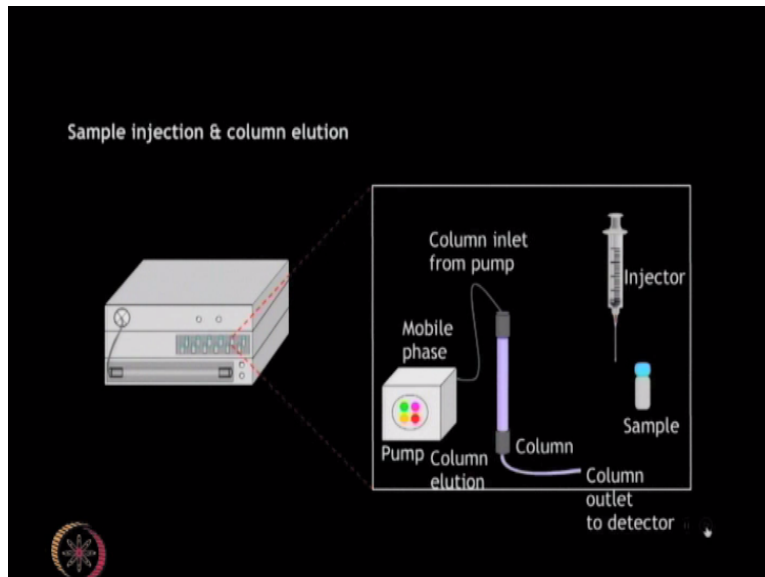 Sample injection & column elution
Column inlet
from pump
Injector
Mobile
phase
Sample
Pump
Column
elution
Column
Column
outlet
to detector